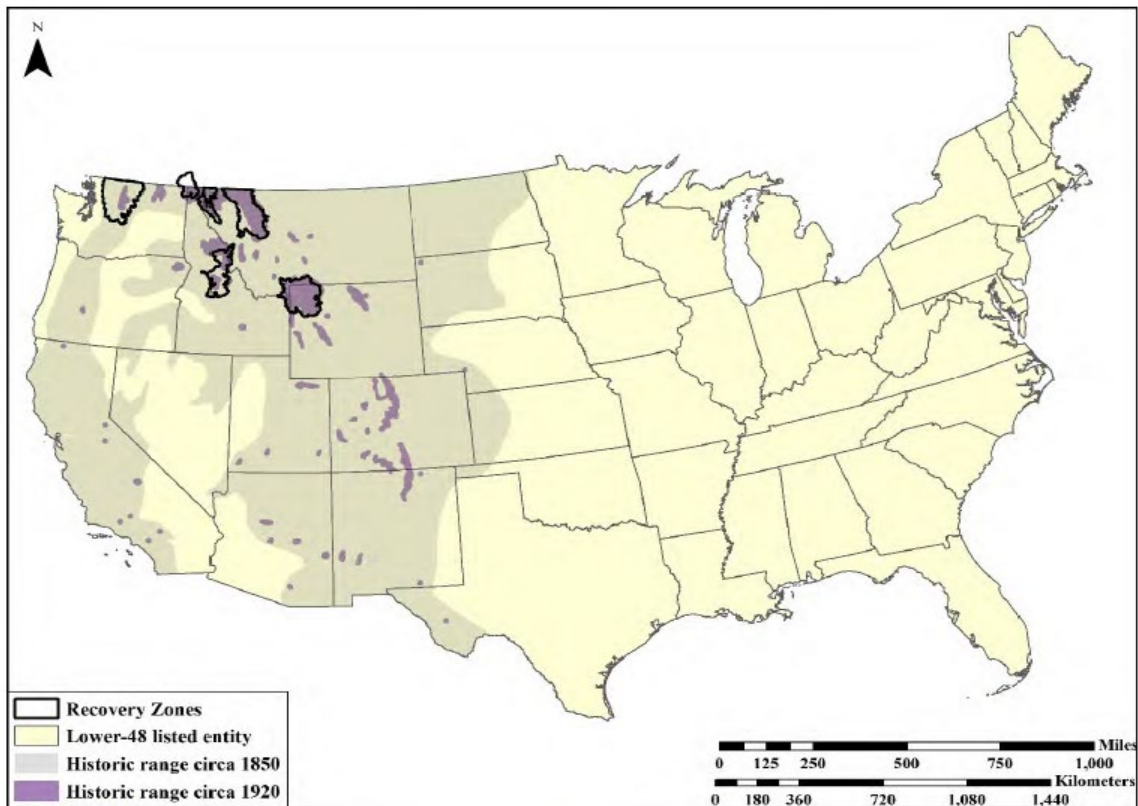 N
Recovery Zones
Lower-48 listed entity
Historic range circa 1850
Historic range circa 1920
Miles
0 125 250 500 750 1,000
Kilometers
0 180 360 720 1,080 1,440